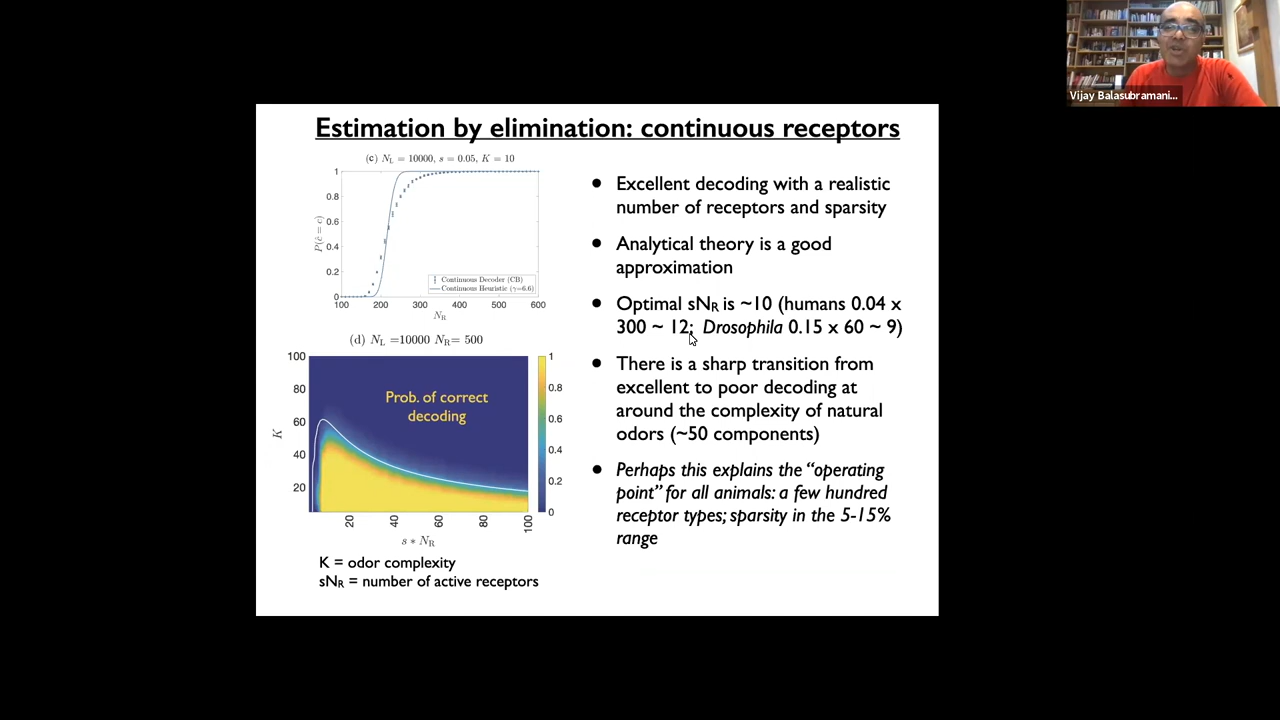 Vijay Balasubramani...
Estimation by elimination: continuous receptors
(c) N_L = 10000, s = 0.05, K = 10
1
0.8
0.6
0.4
0.2
0
P(ĉ = c)
Continuous Decoder (CB)
Continuous Heuristic (γ=6.6)
100 200 300 400 500 600
N_R
(d) N_L =10000 N_R= 500
100
80
60
40
20
K
Prob. of correct
decoding
1
0.8
0.6
0.4
0.2
0
20 40 60 80 100
s * N_R
K = odor complexity
sN_R = number of active receptors
● Excellent decoding with a realistic
number of receptors and sparsity
● Analytical theory is a good
approximation
● Optimal sN_R is ~10 (humans 0.04 x
300 ~ 12; Drosophila 0.15 x 60 ~ 9)
● There is a sharp transition from
excellent to poor decoding at
around the complexity of natural
odors (~50 components)
● Perhaps this explains the “operating
point” for all animals: a few hundred
receptor types; sparsity in the 5-15%
range